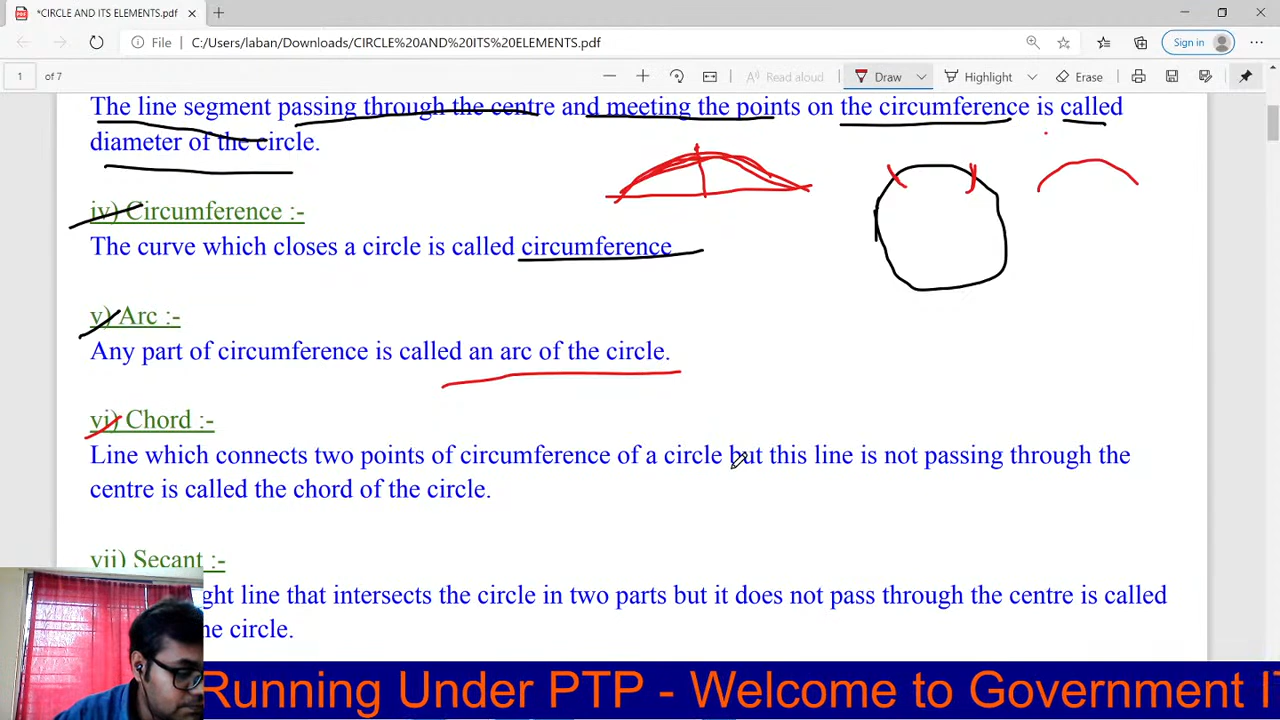 *CIRCLE AND ITS ELEMENTS.pdf
File C:/Users/laban/Downloads/CIRCLE%20AND%20ITS%20ELEMENTS.pdf Sign in
1 of 7 Read aloud Draw Highlight Erase
The line segment passing through the centre and meeting the points on the circumference is called
diameter of the circle.
iv) Circumference :-
The curve which closes a circle is called circumference
v) Arc :-
Any part of circumference is called an arc of the circle.
vi) Chord :-
Line which connects two points of circumference of a circle but this line is not passing through the
centre is called the chord of the circle.
vii) Secant :-
ght line that intersects the circle in two parts but it does not pass through the centre is called
he circle.
Running Under PTP - Welcome to Government IT